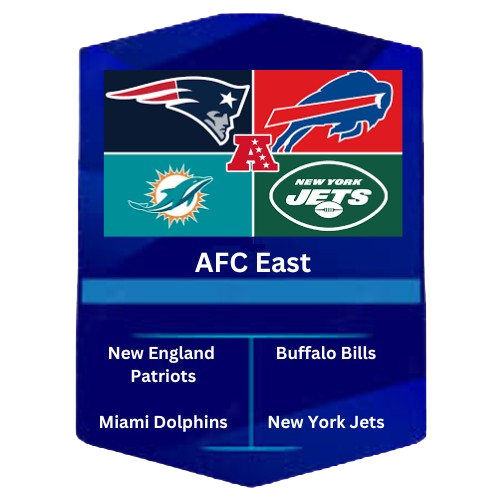 A
NEW YORK
JETS
AFC East
New England
Patriots
Buffalo Bills
Miami Dolphins
New York Jets